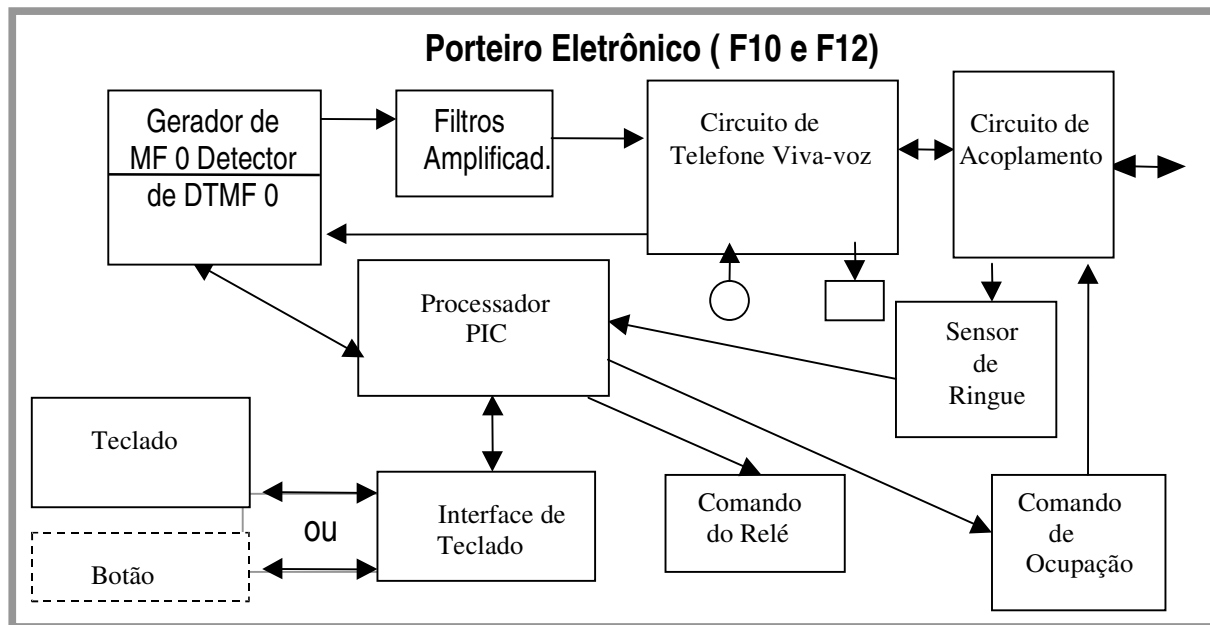 Porteiro Eletrônico ( F10 e F12)
Gerador de
MF 0 Detector
de DTMF 0
Filtros
Amplificad.
Circuito de
Telefone Viva-voz
Circuito de
Acoplamento
Processador
PIC
Sensor
de
Ringue
Teclado
ou
Botão
Interface de
Teclado
Comando
do Relé
Comando
de
Ocupação